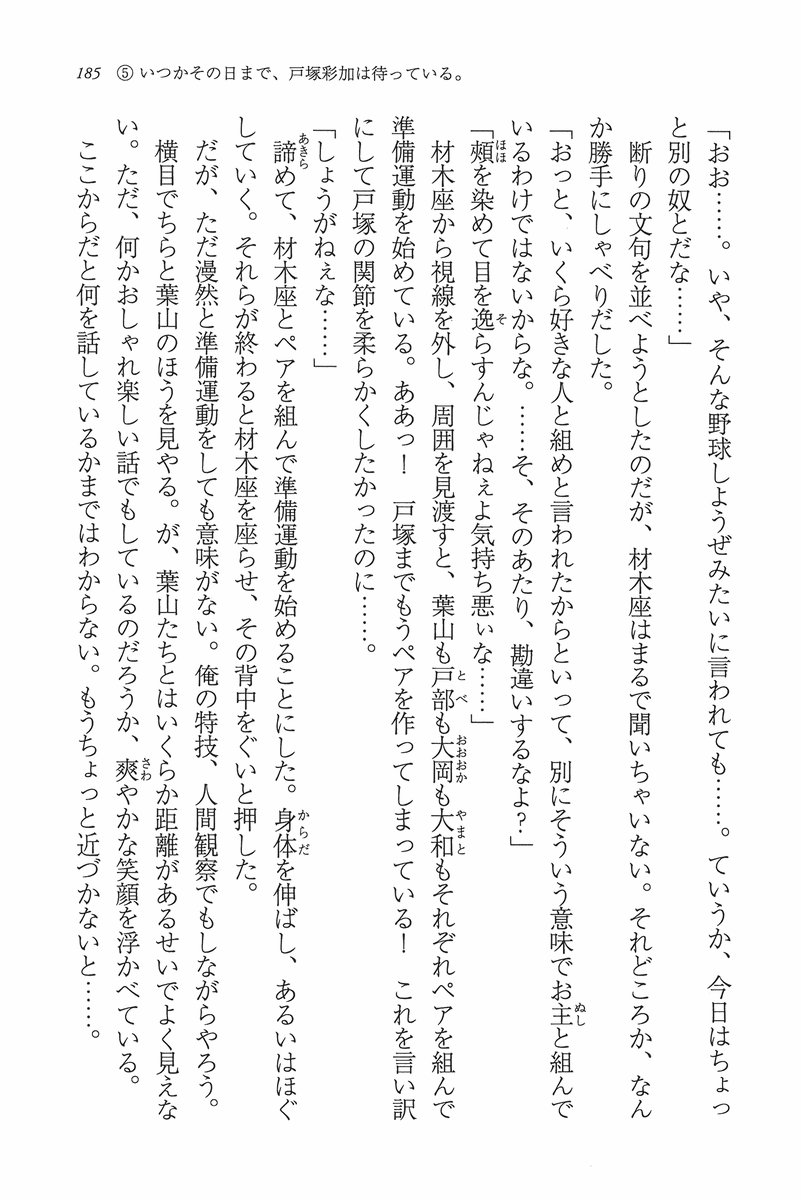 185 ⑤いつかその日まで、戸塚彩加は待っている。
「おお……。いや、そんな野球しようぜみたいに言われても……。ていうか、今日はちょっ
と別の奴とだな……」
　断りの文句を並べようとしたのだが、材木座はまるで聞いちゃいない。それどころか、なん
か勝手にしゃべりだした。
「おっと、いくら好きな人と組めと言われたからといって、別にそういう意味でお主と組んで
いるわけではないからな。……そ、そのあたり、勘違いするなよ？」
「頰を染めて目を逸らすんじゃねぇよ気持ち悪ぃな……」
　材木座から視線を外し、周囲を見渡すと、葉山も戸部も大岡も大和もそれぞれペアを組んで
準備運動を始めている。ああっ！　戸塚までもうペアを作ってしまっている！　これを言い訳
にして戸塚の関節を柔らかくしたかったのに……。
「しょうがねぇな……」
　諦めて、材木座とペアを組んで準備運動を始めることにした。身体を伸ばし、あるいはほぐ
していく。それらが終わると材木座を座らせ、その背中をぐいと押した。
　だが、ただ漫然と準備運動をしても意味がない。俺の特技、人間観察でもしながらやろう。
　横目でちらと葉山のほうを見やる。が、葉山たちとはいくらか距離があるせいでよく見えな
い。ただ、何かおしゃれ楽しい話でもしているのだろうか、爽やかな笑顔を浮かべている。
　ここからだと何を話しているかまではわからない。もうちょっと近づかないと……。